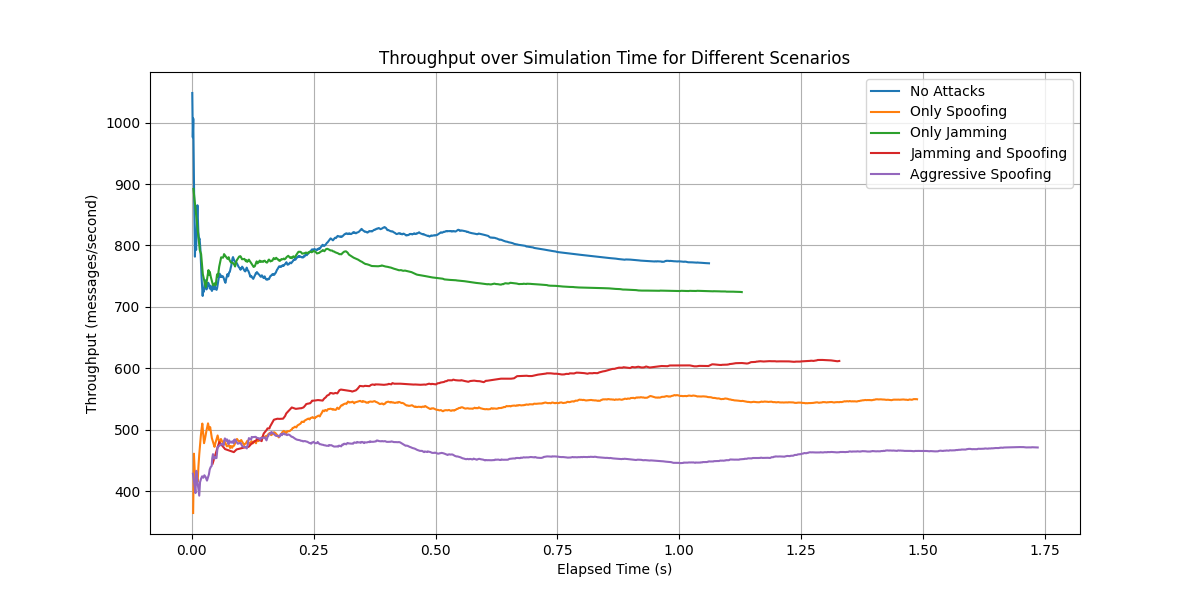 Throughput over Simulation Time for Different Scenarios
No Attacks
Only Spoofing
Only Jamming
Jamming and Spoofing
Aggressive Spoofing
Throughput (messages/second)
1000
900
800
700
600
500
400
0.00 0.25 0.50 0.75 1.00 1.25 1.50 1.75
Elapsed Time (s)